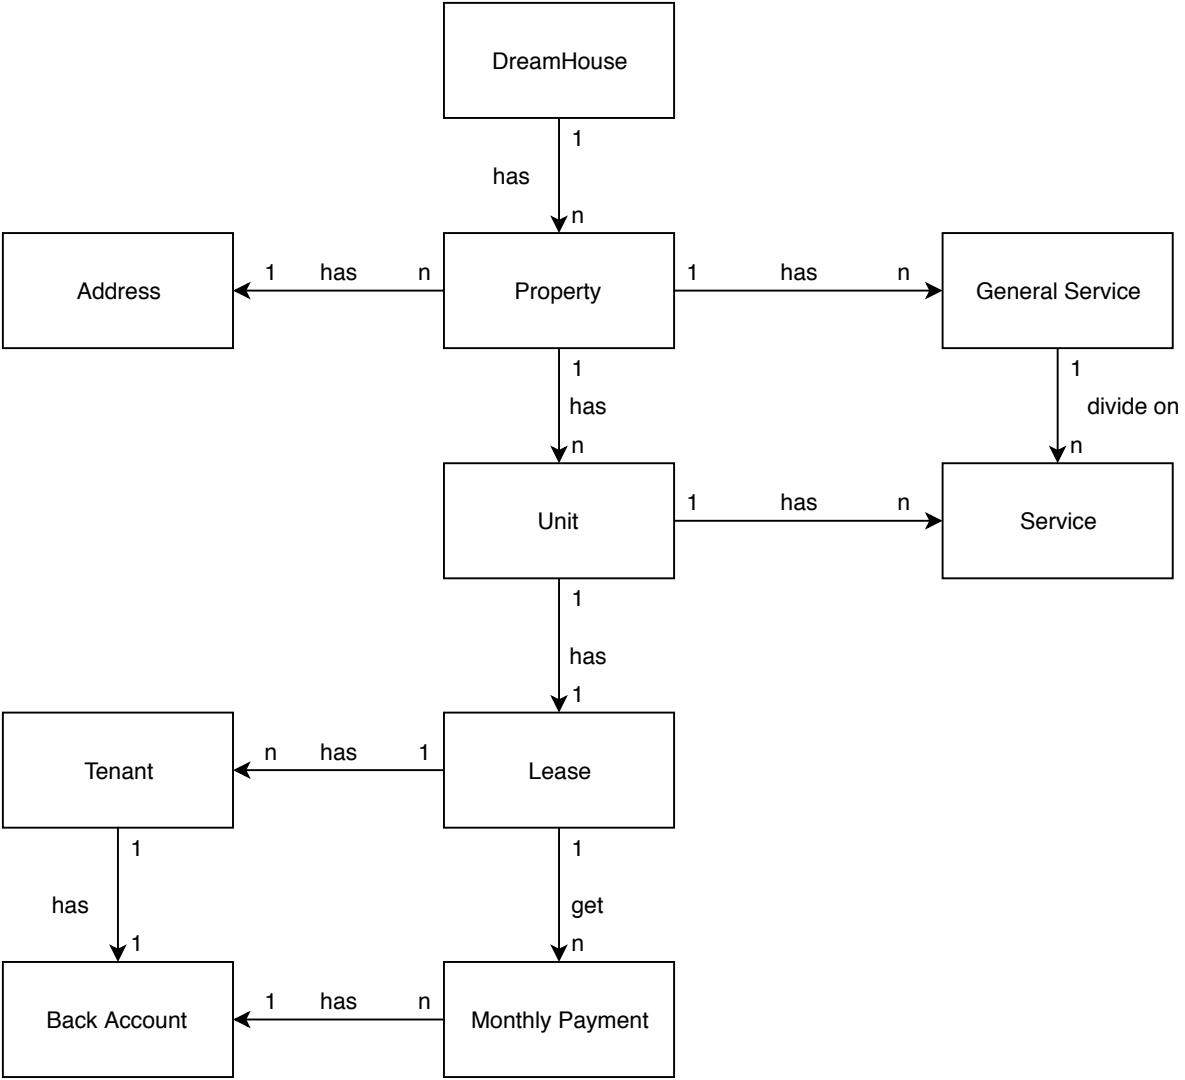 DreamHouse
1
has
n
Address
1 has n
Property
1 has n
General Service
1
has
n
1
divide on
n
Unit
1 has n
Service
1
has
1
Tenant
n has 1
Lease
1
has
1
1
get
n
Back Account
1 has n
Monthly Payment